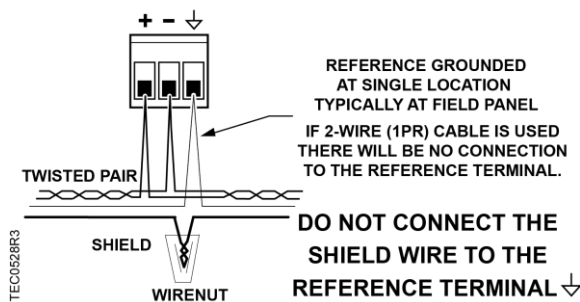 + - ⏚
REFERENCE GROUNDED
AT SINGLE LOCATION
TYPICALLY AT FIELD PANEL
IF 2-WIRE (1PR) CABLE IS USED
THERE WILL BE NO CONNECTION
TO THE REFERENCE TERMINAL.
TWISTED PAIR
DO NOT CONNECT THE
SHIELD WIRE TO THE
REFERENCE TERMINAL ⏚
SHIELD
WIRENUT
TEC0528R3